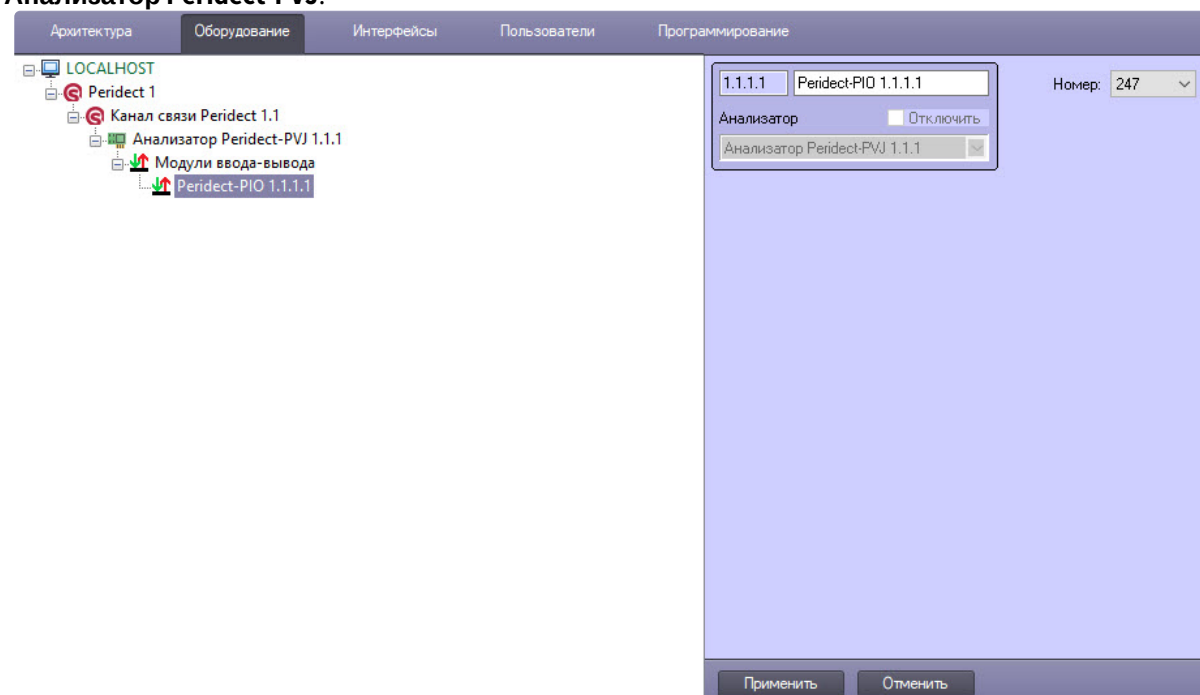 Анализатор Peridect-PVJ.
Архитектура Оборудование Интерфейсы Пользователи Программирование
LOCALHOST
Peridect 1
Канал связи Peridect 1.1
Анализатор Peridect-PVJ 1.1.1
Модули ввода-вывода
Peridect-PIO 1.1.1.1
1.1.1.1 Peridect-PIO 1.1.1.1 Номер: 247
Анализатор Отключить
Анализатор Peridect-PVJ 1.1.1
Применить Отменить